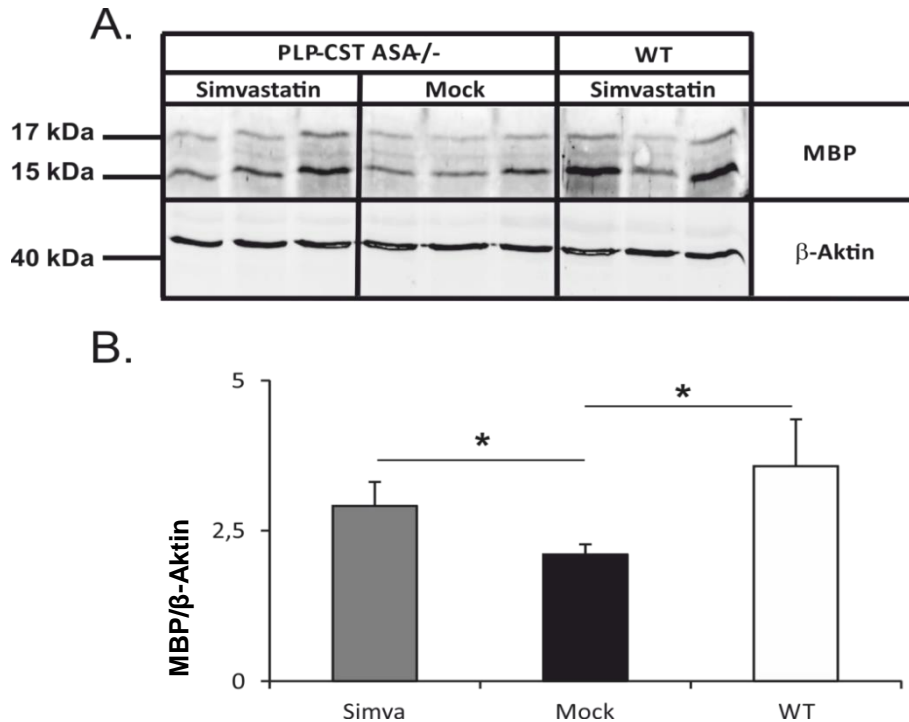 A.
PLP-CST ASA-/- WT
Simvastatin Mock Simvastatin
17 kDa
MBP
15 kDa
40 kDa
β-Aktin
B.
5
*
*
2,5
0
MBP/β-Aktin
Simva Mock WT